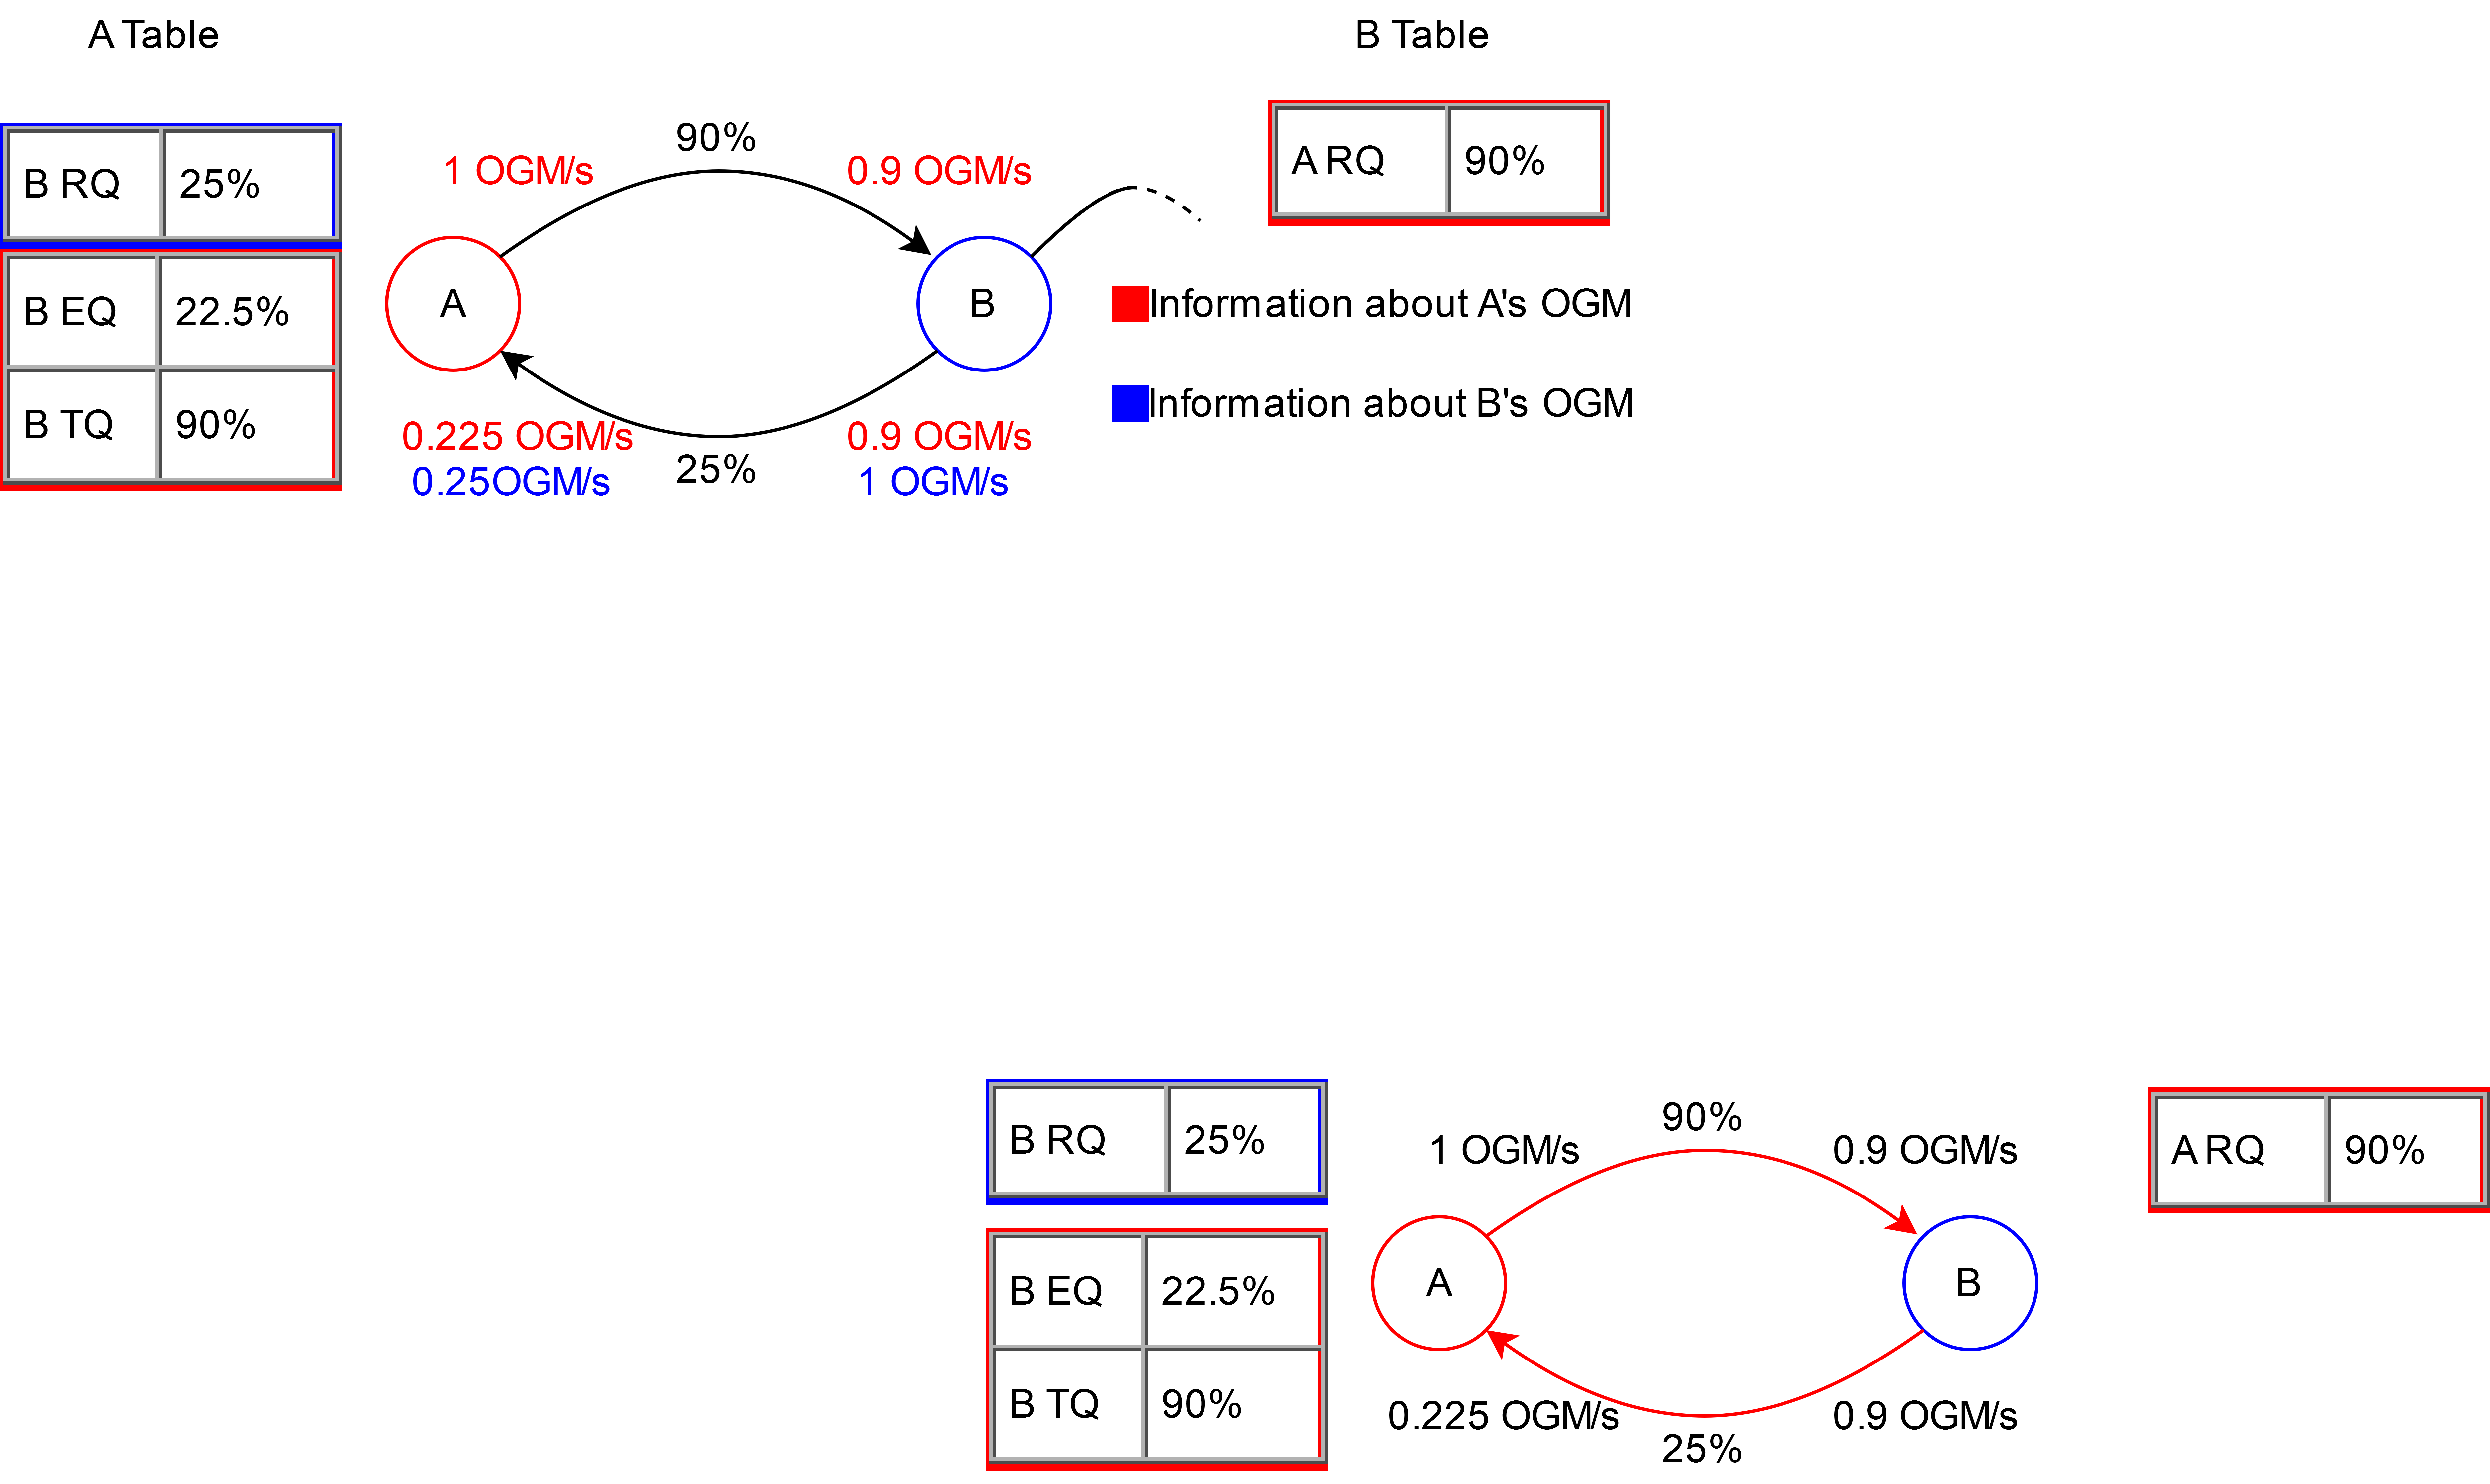 A Table
B Table
B RQ 25%
B EQ 22.5%
B TQ 90%
90%
1 OGM/s
0.9 OGM/s
A
B
0.225 OGM/s
0.25OGM/s
25%
0.9 OGM/s
1 OGM/s
A RQ 90%
Information about A's OGM
Information about B's OGM
B RQ 25%
B EQ 22.5%
B TQ 90%
90%
1 OGM/s
0.9 OGM/s
A
B
0.225 OGM/s
25%
0.9 OGM/s
A RQ 90%